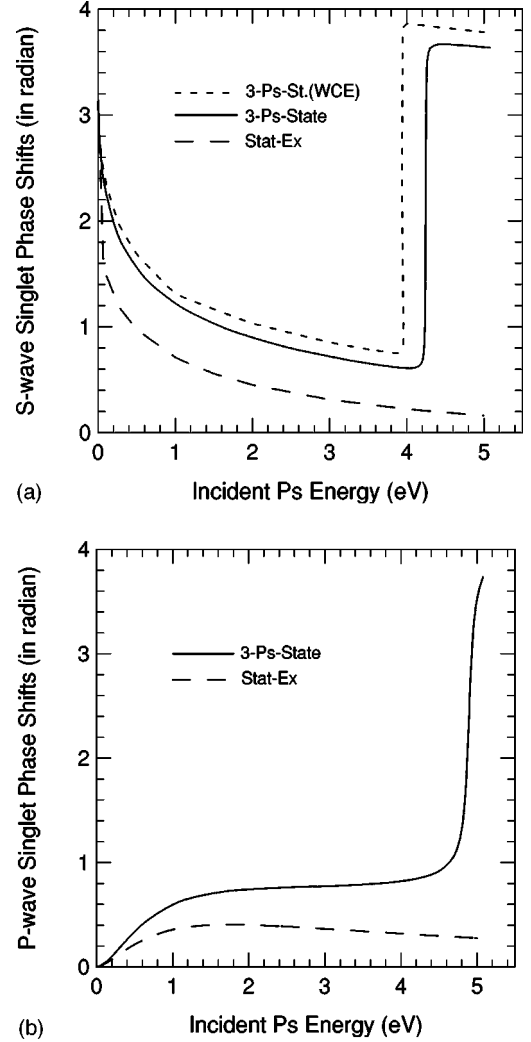 4
3
2
1
0
S-wave Singlet Phase Shifts (in radian)
3-Ps-St.(WCE)
3-Ps-State
Stat-Ex
0 1 2 3 4 5
Incident Ps Energy (eV)
(a)
4
3
2
1
0
P-wave Singlet Phase Shifts (in radian)
3-Ps-State
Stat-Ex
0 1 2 3 4 5
Incident Ps Energy (eV)
(b)